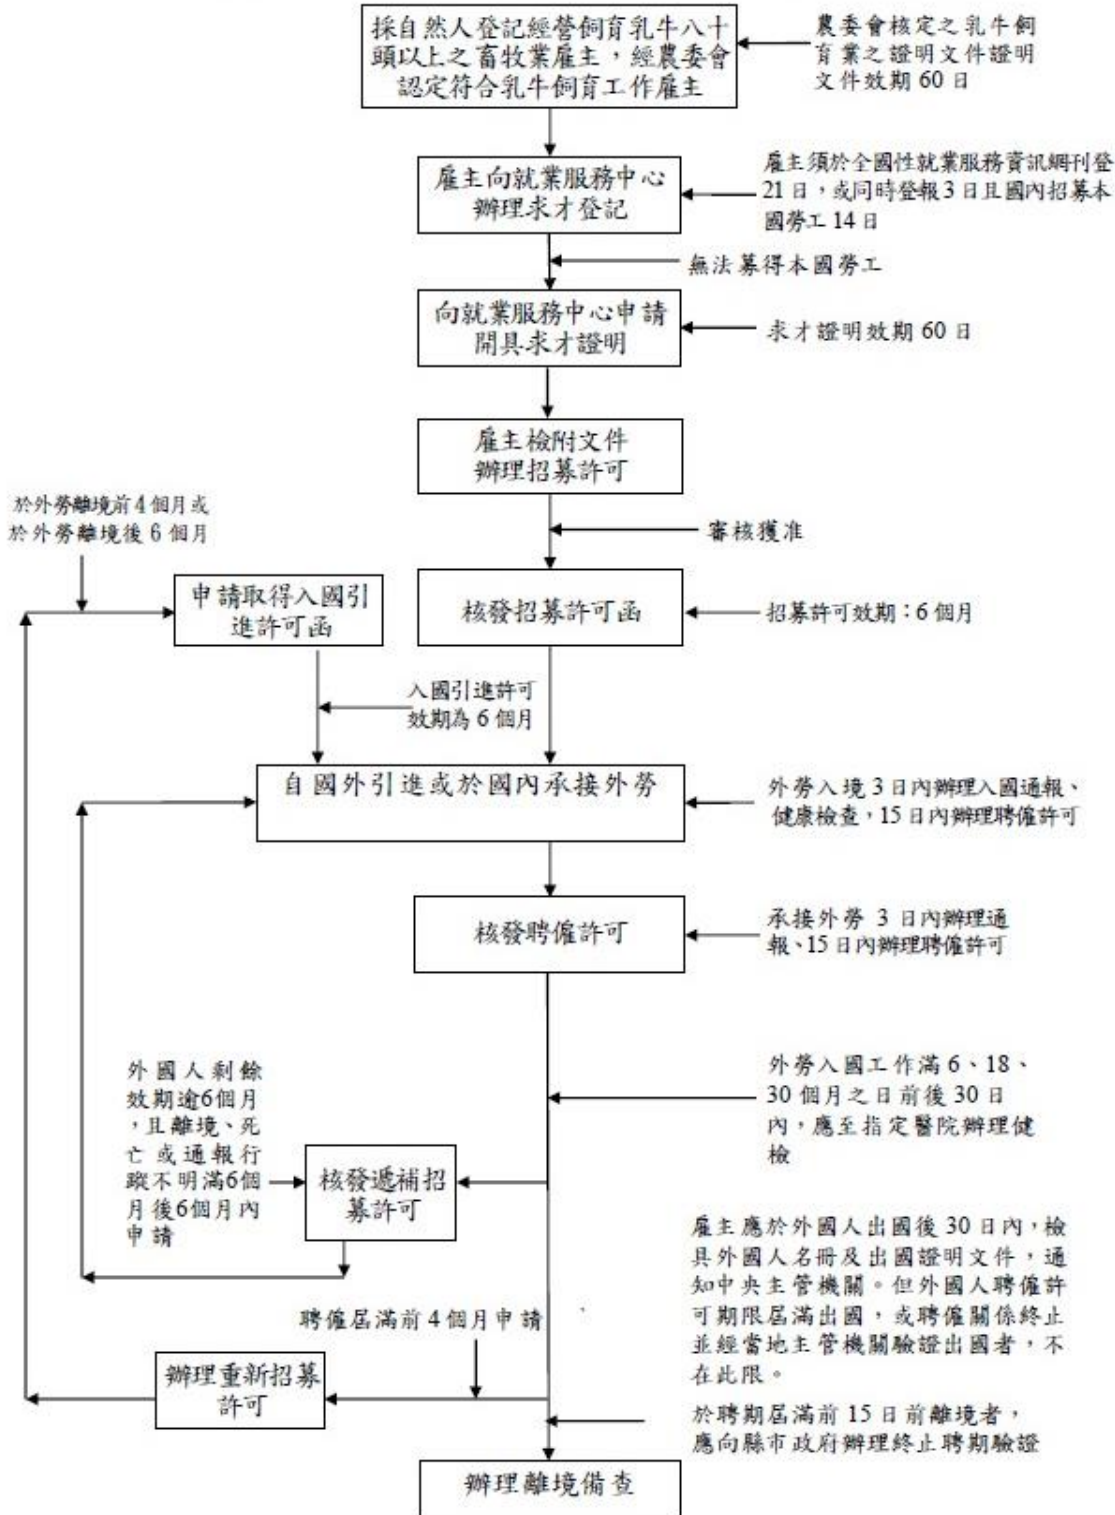 採自然人登記經營飼育乳牛八十
頭以上之畜牧業雇主，經農委會
認定符合乳牛飼育工作雇主
農委會核定之乳牛飼
育業之證明文件證明
文件效期 60 日
雇主向就業服務中心
辦理求才登記
雇主須於全國性就業服務資訊網刊登
21 日，或同時登報 3 日且國內招募本
國勞工 14 日
無法募得本國勞工
向就業服務中心申請
開具求才證明
求才證明效期 60 日
雇主檢附文件
辦理招募許可
於外勞離境前 4 個月或
於外勞離境後 6 個月
審核獲准
申請取得入國引
進許可函
核發招募許可函
招募許可效期：6 個月
入國引進許可
效期為 6 個月
自國外引進或於國內承接外勞
外勞入境 3 日內辦理入國通報、
健康檢查，15 日內辦理聘僱許可
核發聘僱許可
承接外勞 3 日內辦理通
報、15 日內辦理聘僱許可
外國人剩餘
效期逾6個月
，且離境、死
亡或通報行
蹤不明滿6個
月後6個月內
申請
核發遞補招
募許可
外勞入國工作滿 6、18、
30 個月之日前後 30 日
內，應至指定醫院辦理健
檢
雇主應於外國人出國後 30 日內，檢
具外國人名冊及出國證明文件，通
知中央主管機關。但外國人聘僱許
可期限屆滿出國，或聘僱關係終止
並經當地主管機關驗證出國者，不
在此限。
聘僱屆滿前 4 個月申請
辦理重新招募
許可
於聘期屆滿前 15 日前離境者，
應向縣市政府辦理終止聘期驗證
辦理離境備查